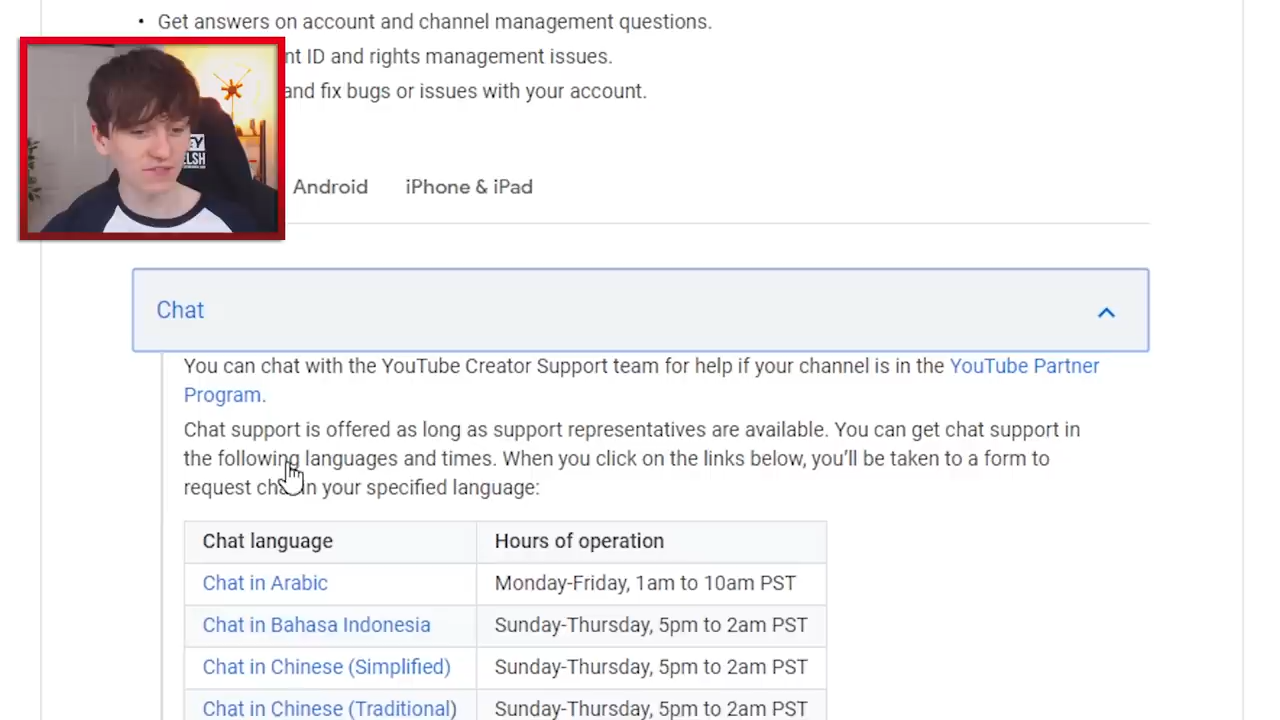 • Get answers on account and channel management questions.
nt ID and rights management issues.
and fix bugs or issues with your account.
Android iPhone & iPad
Chat
You can chat with the YouTube Creator Support team for help if your channel is in the YouTube Partner
Program.
Chat support is offered as long as support representatives are available. You can get chat support in
the following languages and times. When you click on the links below, you'll be taken to a form to
request in your specified language:
Chat language Hours of operation
Chat in Arabic Monday-Friday, 1am to 10am PST
Chat in Bahasa Indonesia Sunday-Thursday, 5pm to 2am PST
Chat in Chinese (Simplified) Sunday-Thursday, 5pm to 2am PST
Chat in Chinese (Traditional) Sunday-Thursday, 5pm to 2am PST